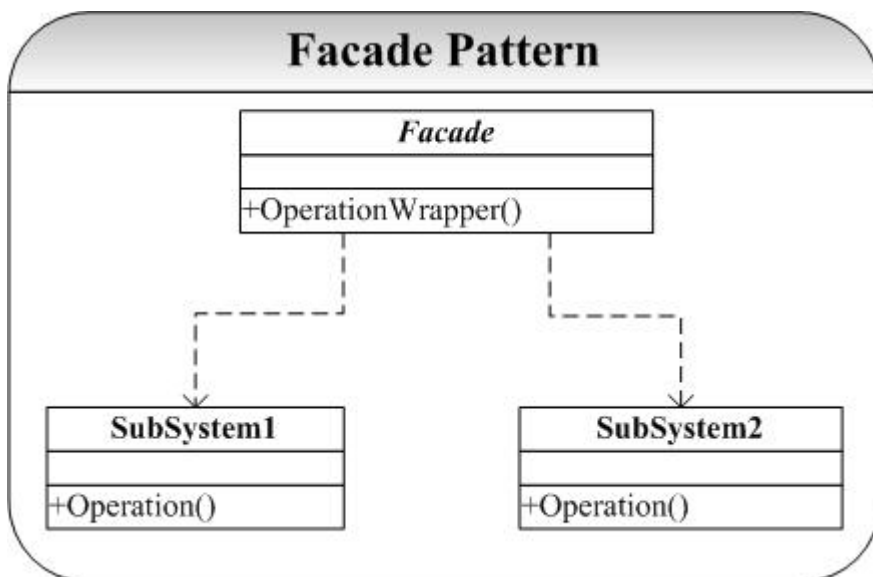 Facade Pattern
Facade
+OperationWrapper()
SubSystem1
+Operation()
SubSystem2
+Operation()